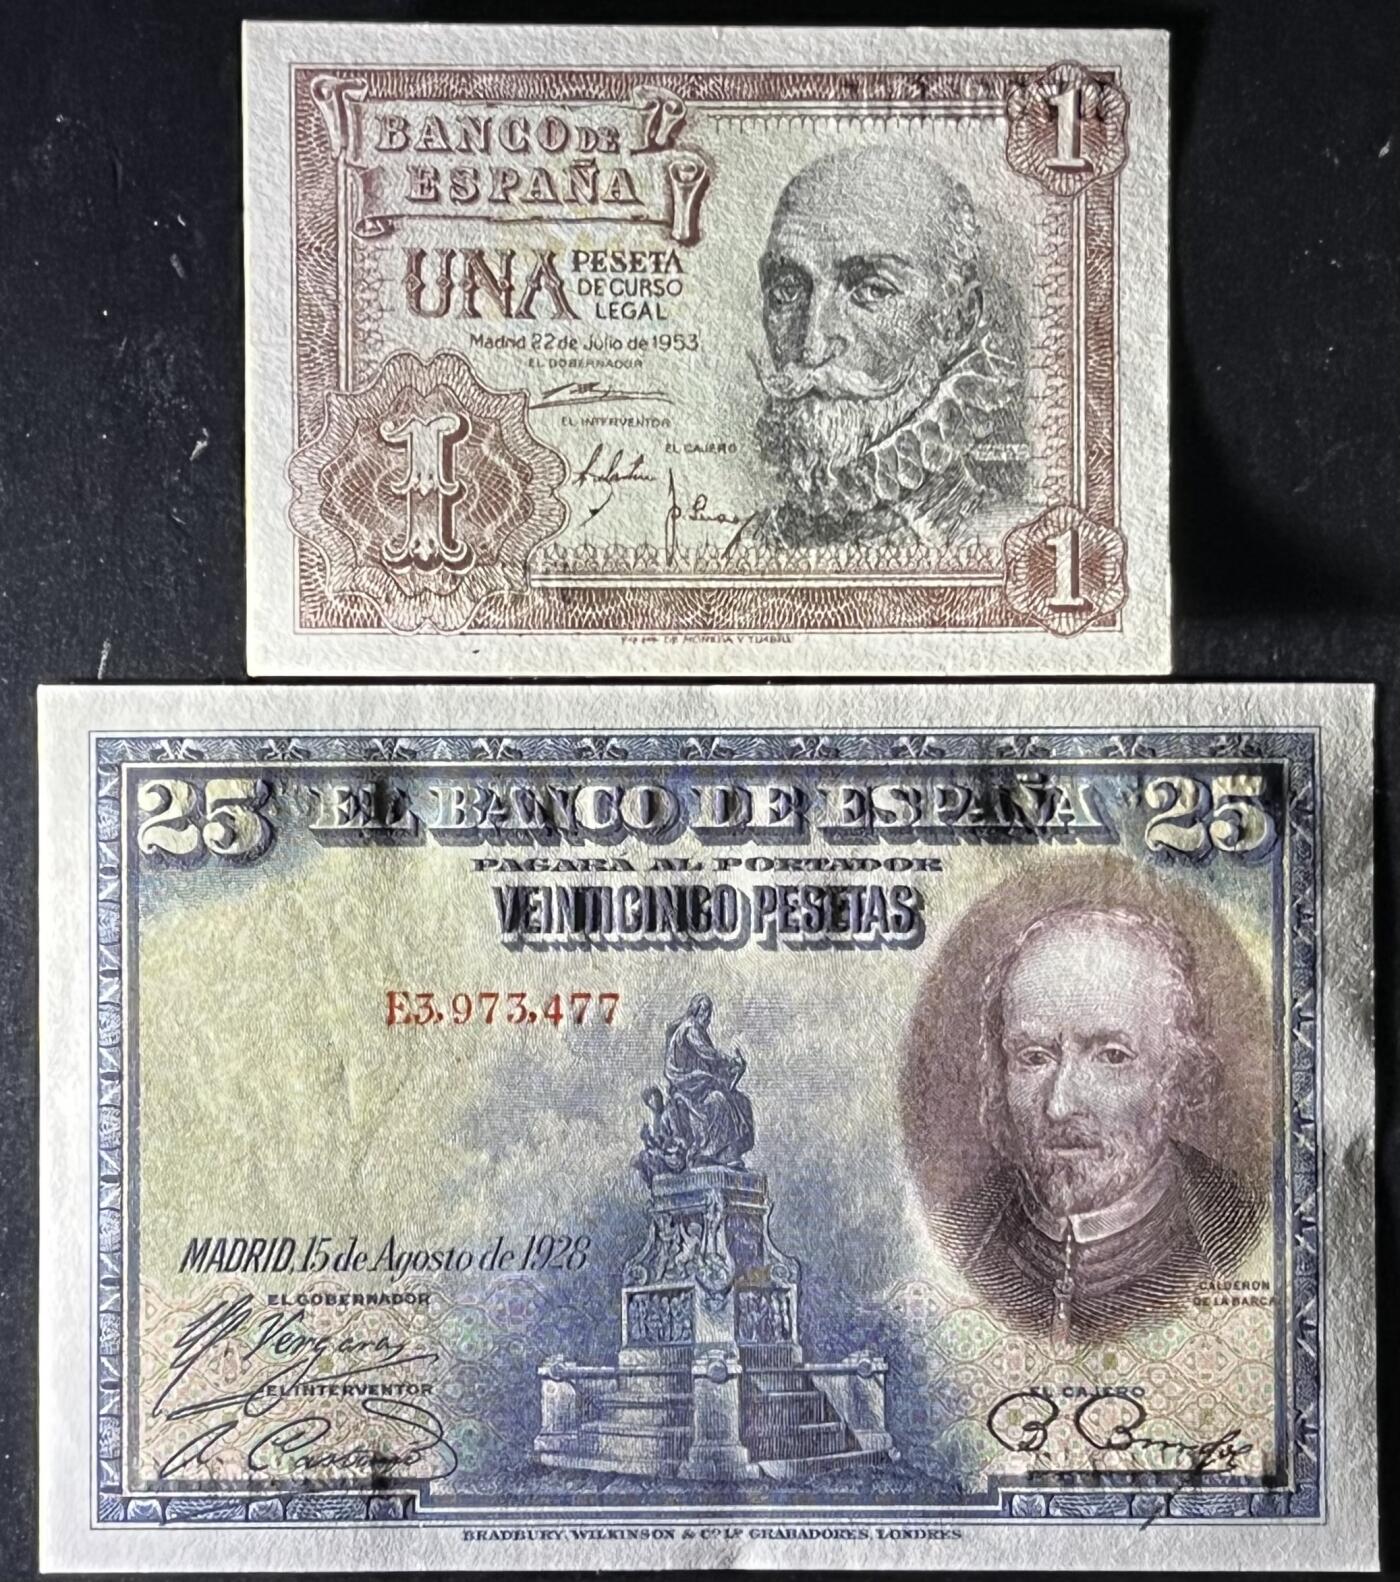 BANCO DE
ESPAÑA
1
UNA PESETA
DE CURSO
LEGAL
Madrid 22 de Julio de 1953
EL GOBERNADOR
EL INTERVENTOR
EL CAJERO
1
1
25 EL BANCO DE ESPAÑA 25
PAGARÁ AL PORTADOR
VEINTICINCO PESETAS
E3,973,477
MADRID, 15 de Agosto de 1928
CALDERON
DE LA BARCA
EL GOBERNADOR
EL INTERVENTOR
EL CAJERO
BRADBURY, WILKINSON & Cº Lᴰ GRABADORES, LONDRES